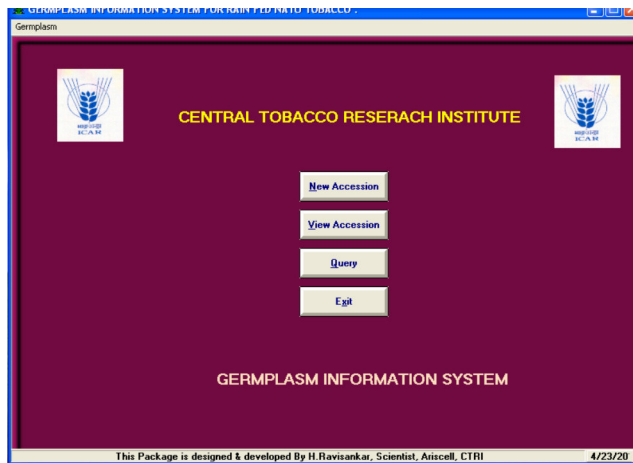 GERMPLASM INFORMATION SYSTEM FOR RAIN FED NATU TOBACCO .
Germplasm
ICAR
CENTRAL TOBACCO RESERACH INSTITUTE
ICAR
New Accession
View Accession
Query
Exit
GERMPLASM INFORMATION SYSTEM
This Package is designed & developed By H.Ravisankar, Scientist, Ariscell, CTRI
4/23/20